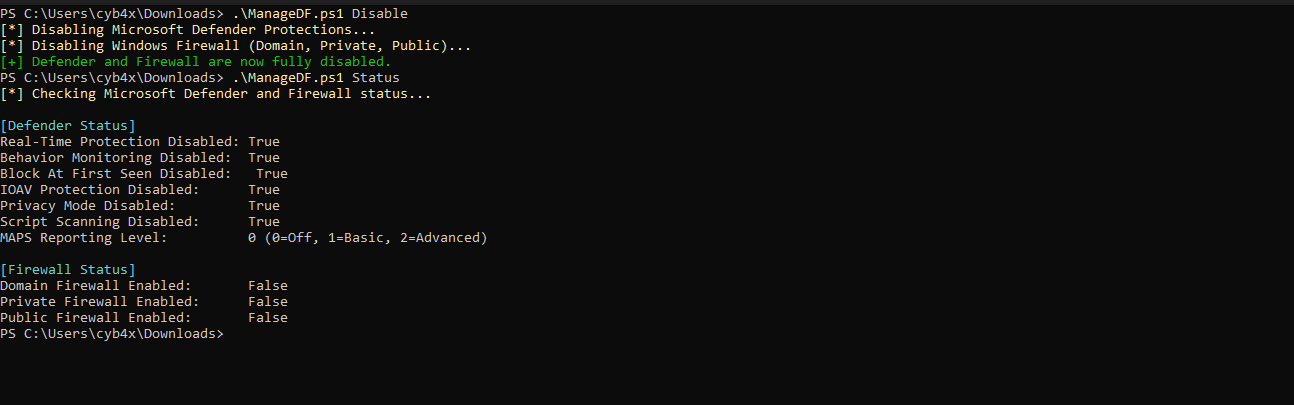 PS C:\Users\cyb4x\Downloads> .\ManageDF.ps1 Disable
[*] Disabling Microsoft Defender Protections...
[*] Disabling Windows Firewall (Domain, Private, Public)...
[+] Defender and Firewall are now fully disabled.
PS C:\Users\cyb4x\Downloads> .\ManageDF.ps1 Status
[*] Checking Microsoft Defender and Firewall status...
[Defender Status]
Real-Time Protection Disabled: True
Behavior Monitoring Disabled:  True
Block At First Seen Disabled:   True
IOAV Protection Disabled:      True
Privacy Mode Disabled:         True
Script Scanning Disabled:      True
MAPS Reporting Level:          0 (0=Off, 1=Basic, 2=Advanced)
[Firewall Status]
Domain Firewall Enabled:       False
Private Firewall Enabled:      False
Public Firewall Enabled:       False
PS C:\Users\cyb4x\Downloads>